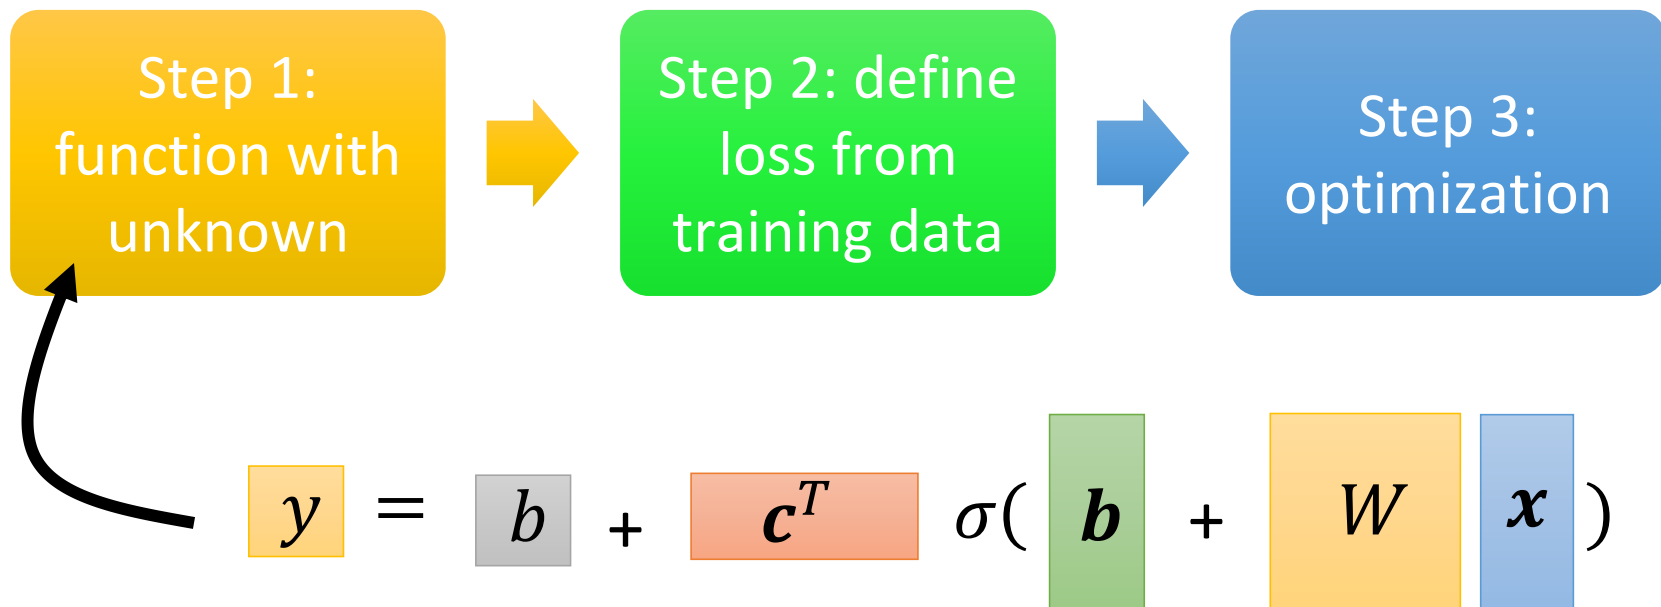 Step 1:
function with
unknown
Step 2: define
loss from
training data
Step 3:
optimization
y = b + cᵀ σ( b + W x )